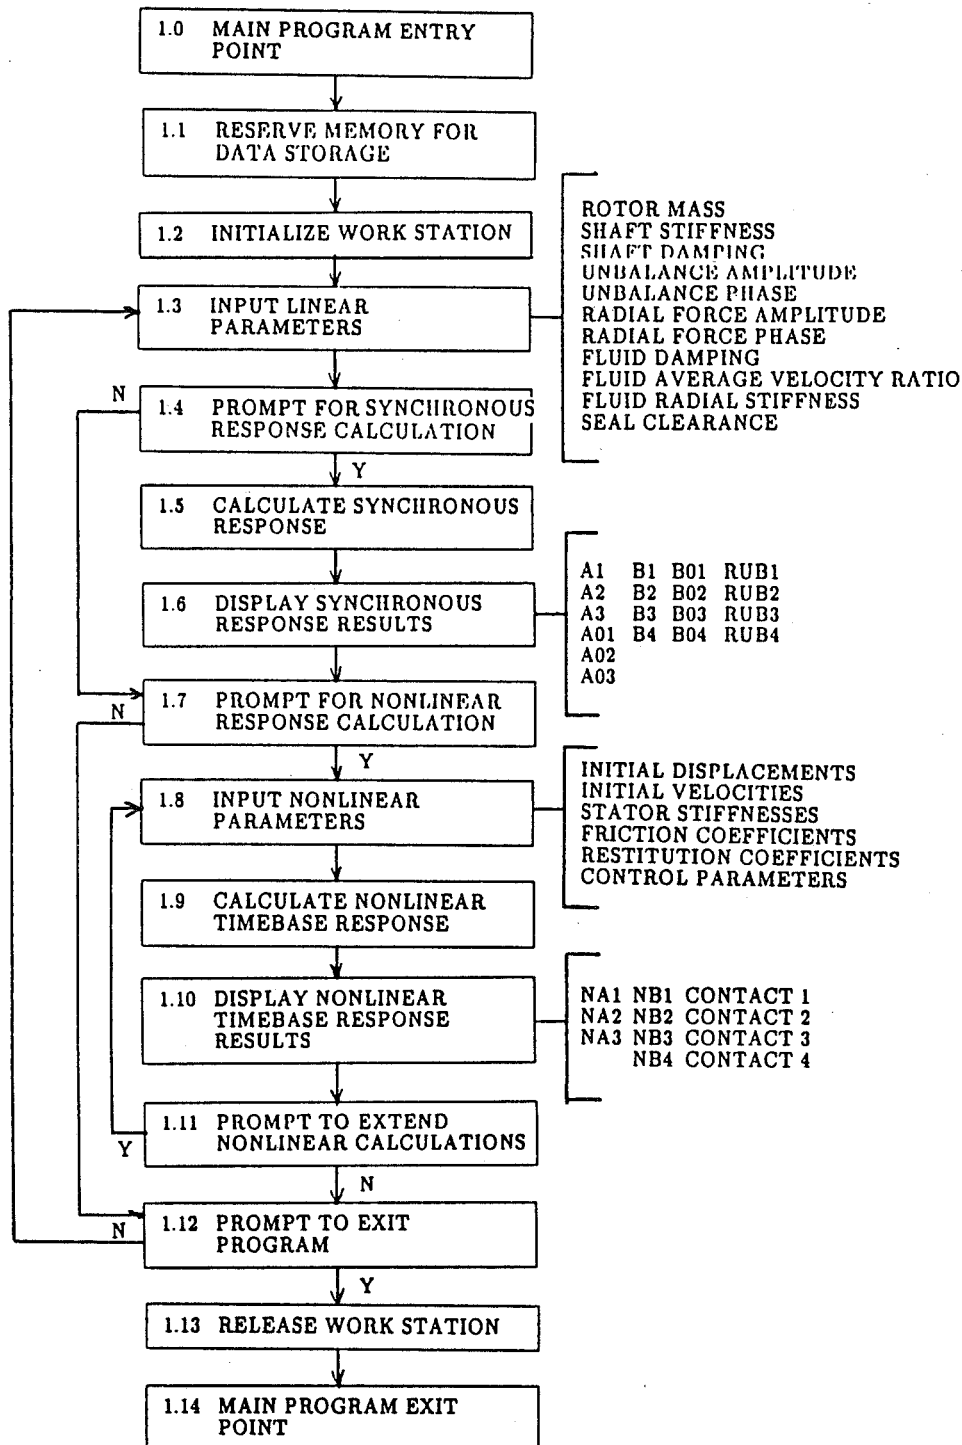 1.0 MAIN PROGRAM ENTRY
POINT
1.1 RESERVE MEMORY FOR
DATA STORAGE
1.2 INITIALIZE WORK STATION
1.3 INPUT LINEAR
PARAMETERS
ROTOR MASS
SHAFT STIFFNESS
SHAFT DAMPING
UNBALANCE AMPLITUDE
UNBALANCE PHASE
RADIAL FORCE AMPLITUDE
RADIAL FORCE PHASE
FLUID DAMPING
FLUID AVERAGE VELOCITY RATIO
FLUID RADIAL STIFFNESS
SEAL CLEARANCE
N
1.4 PROMPT FOR SYNCHRONOUS
RESPONSE CALCULATION
Y
1.5 CALCULATE SYNCHRONOUS
RESPONSE
1.6 DISPLAY SYNCHRONOUS
RESPONSE RESULTS
A1 B1 B01 RUB1
A2 B2 B02 RUB2
A3 B3 B03 RUB3
A01 B4 B04 RUB4
A02
A03
1.7 PROMPT FOR NONLINEAR
RESPONSE CALCULATION
N
Y
1.8 INPUT NONLINEAR
PARAMETERS
INITIAL DISPLACEMENTS
INITIAL VELOCITIES
STATOR STIFFNESSES
FRICTION COEFFICIENTS
RESTITUTION COEFFICIENTS
CONTROL PARAMETERS
1.9 CALCULATE NONLINEAR
TIMEBASE RESPONSE
1.10 DISPLAY NONLINEAR
TIMEBASE RESPONSE
RESULTS
NA1 NB1 CONTACT 1
NA2 NB2 CONTACT 2
NA3 NB3 CONTACT 3
NB4 CONTACT 4
1.11 PROMPT TO EXTEND
NONLINEAR CALCULATIONS
Y
N
1.12 PROMPT TO EXIT
PROGRAM
N
Y
1.13 RELEASE WORK STATION
1.14 MAIN PROGRAM EXIT
POINT